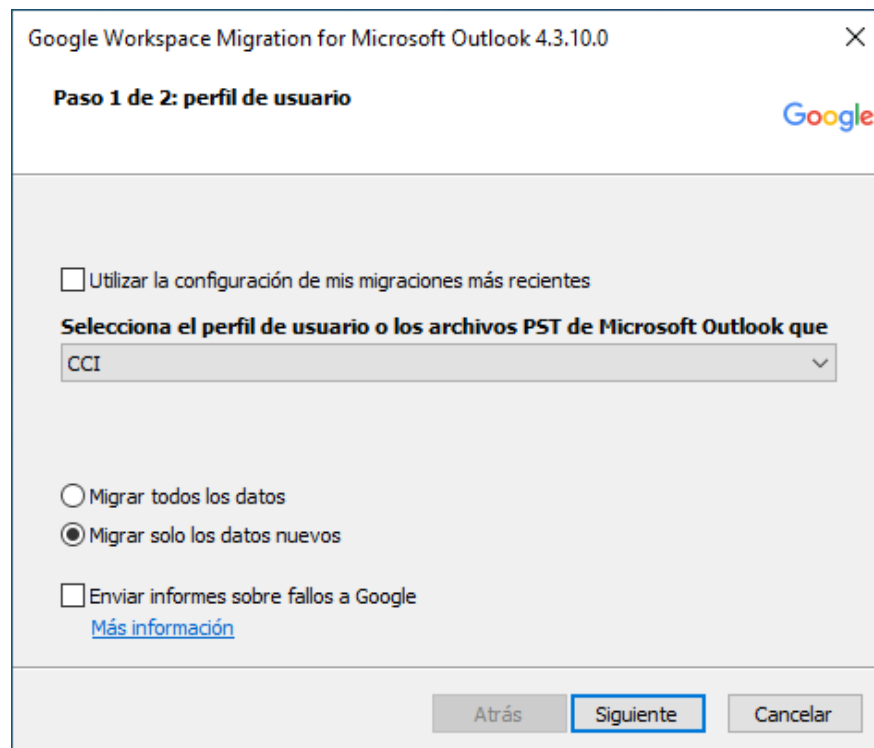 Google Workspace Migration for Microsoft Outlook 4.3.10.0
Paso 1 de 2: perfil de usuario
Google
Utilizar la configuración de mis migraciones más recientes
Selecciona el perfil de usuario o los archivos PST de Microsoft Outlook que
CCI
Migrar todos los datos
Migrar solo los datos nuevos
Enviar informes sobre fallos a Google
Más información
Atrás Siguiente Cancelar